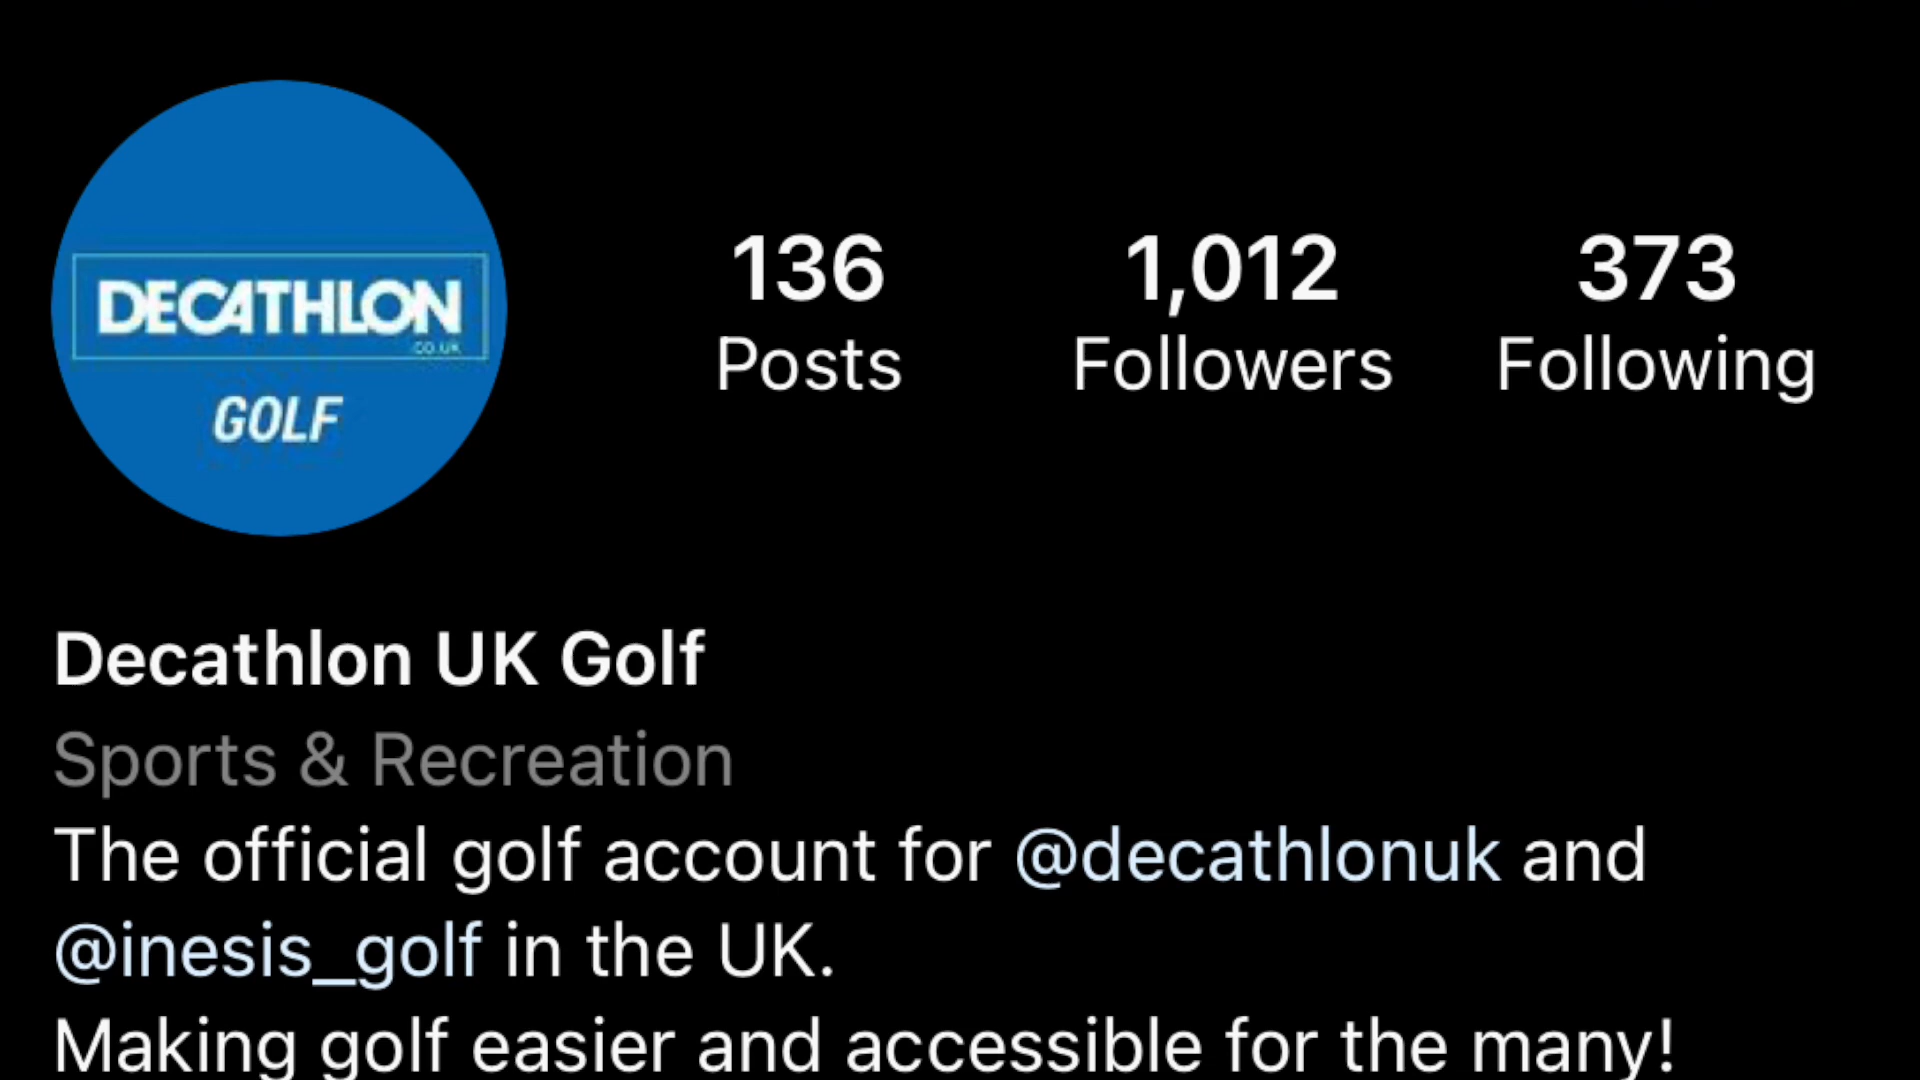 DECATHLON
co.uk
GOLF
136 1,012 373
Posts Followers Following
Decathlon UK Golf
Sports & Recreation
The official golf account for @decathlonuk and
@inesis_golf in the UK.
Making golf easier and accessible for the many!